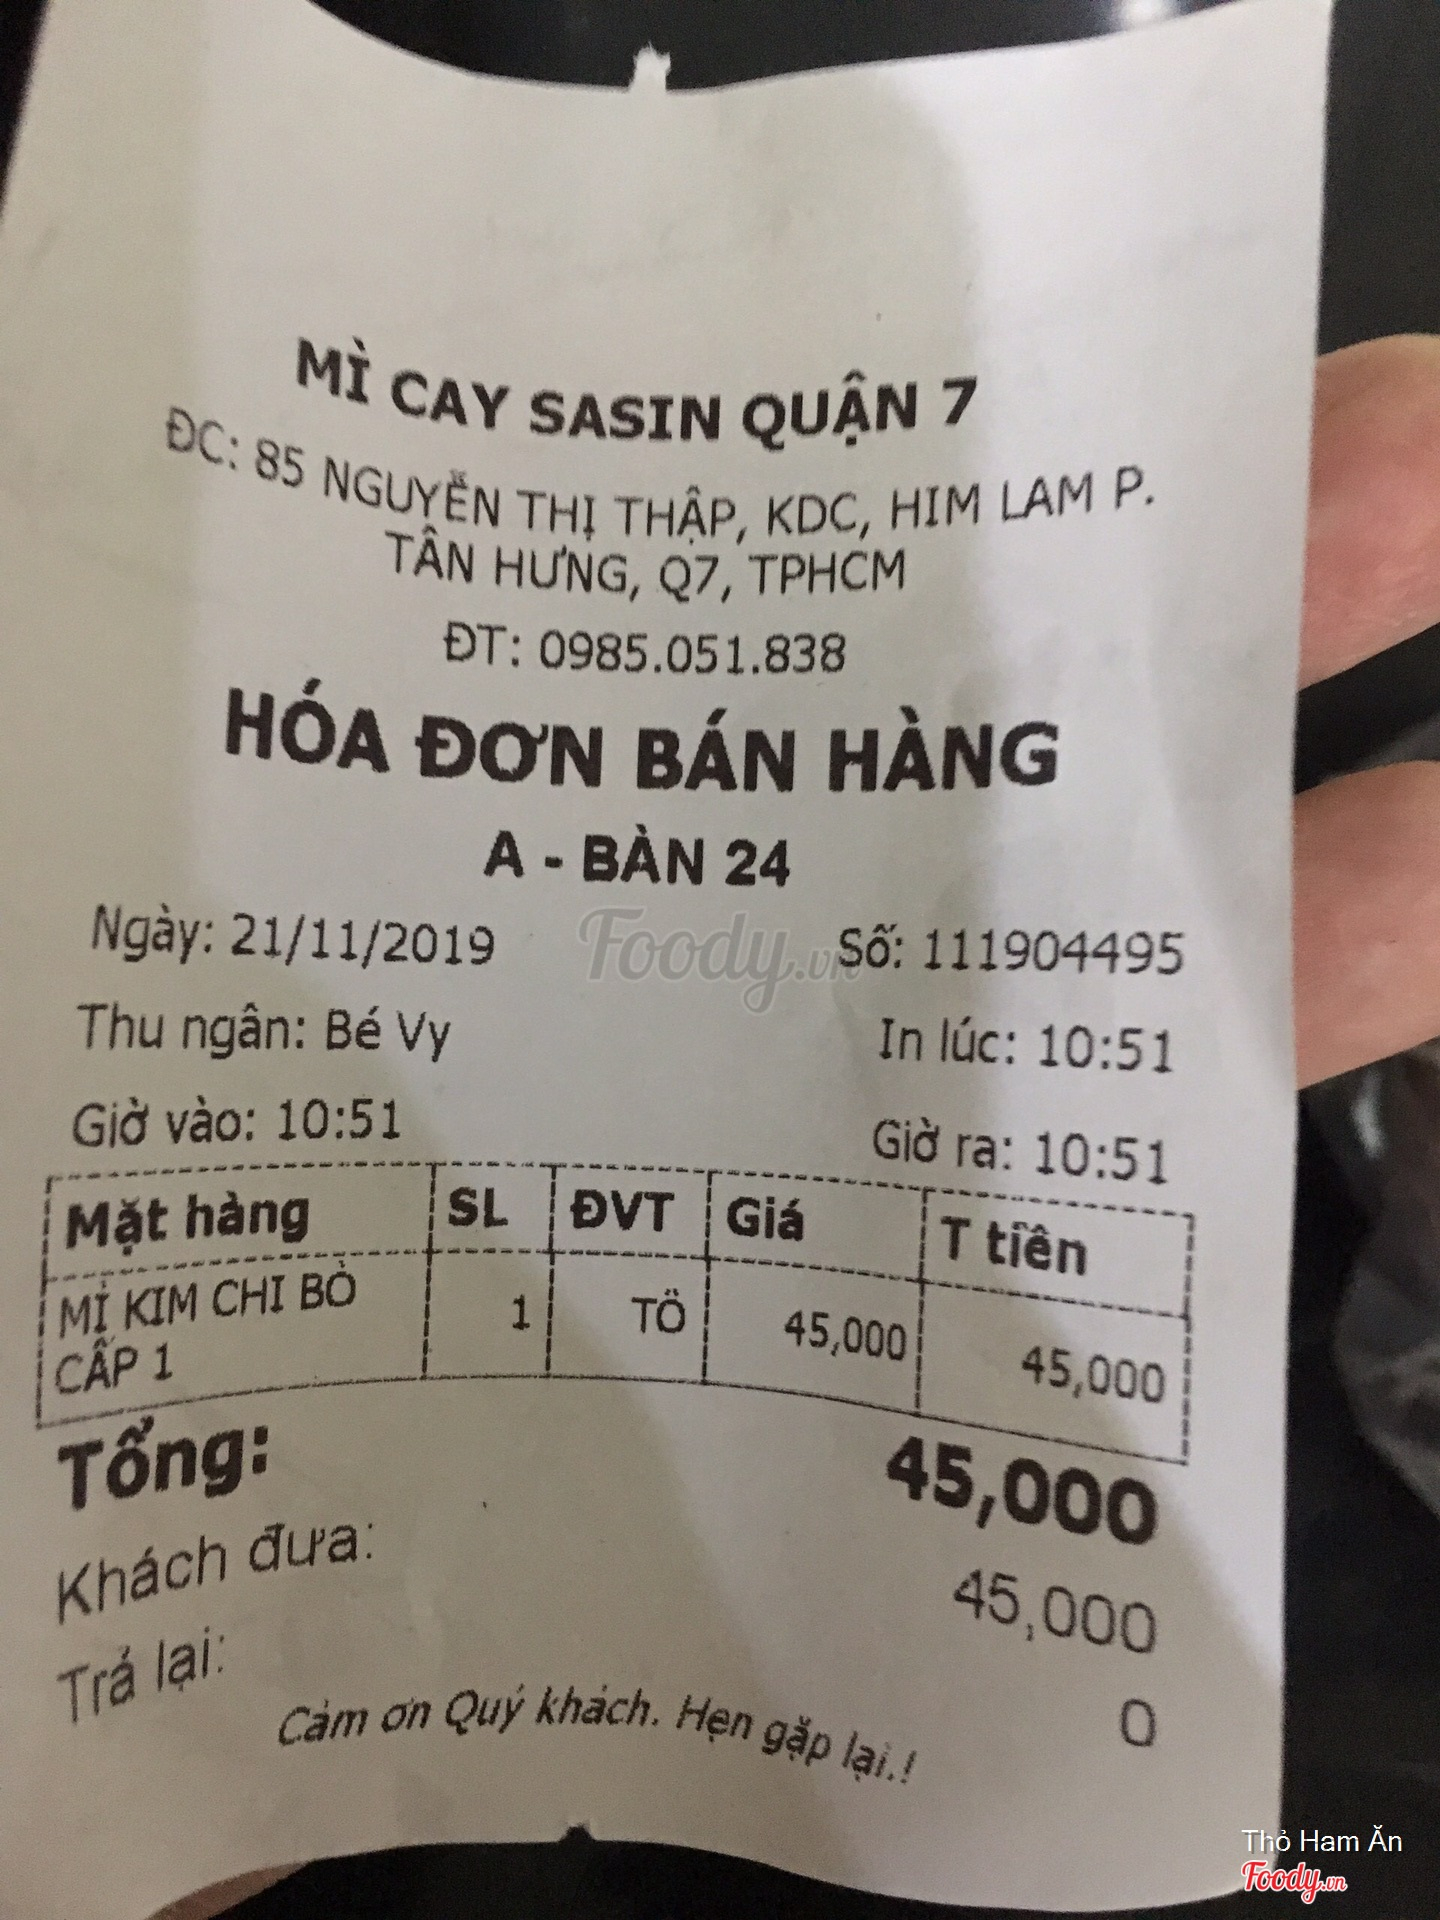 MÌ CAY SASIN QUẬN 7
ĐC: 85 NGUYỄN THỊ THẬP, KDC, HIM LAM P.
TÂN HƯNG, Q7, TPHCM
ĐT: 0985.051.838
HÓA ĐƠN BÁN HÀNG
A - BÀN 24
Ngày: 21/11/2019 Số: 111904495
Foody.vn
Thu ngân: Bé Vy In lúc: 10:51
Giờ vào: 10:51 Giờ ra: 10:51
Mặt hàng SL ĐVT Giá T tiền
MÌ KIM CHI BÒ CẤP 1 1 TÔ 45,000 45,000
Tổng: 45,000
Khách đưa: 45,000
Trả lại: 0
Cảm ơn Quý khách. Hẹn gặp lại.!
Thỏ Ham Ăn
Foody.vn